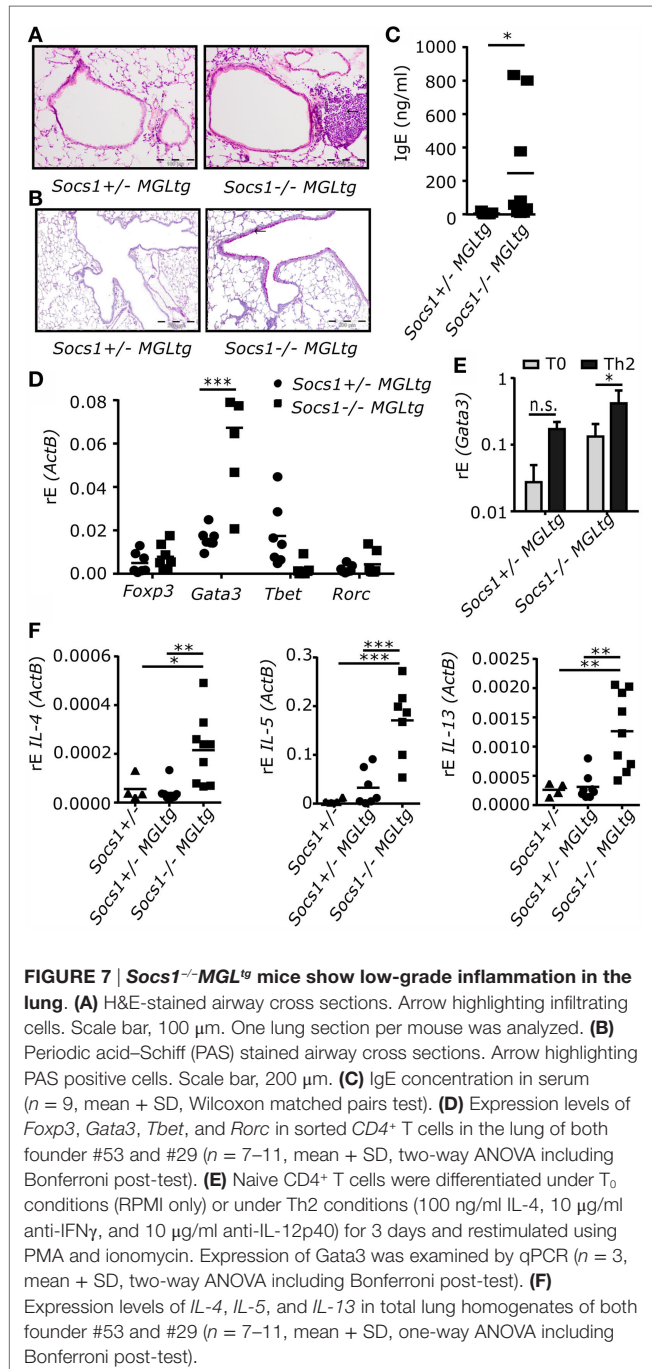 A
Socs1+/- MGLtg
Socs1-/- MGLtg
B
Socs1+/- MGLtg
Socs1-/- MGLtg
C
*
IgE (ng/ml)
1000
800
600
400
200
0
Socs1+/- MGLtg
Socs1-/- MGLtg
D
Socs1+/- MGLtg
Socs1-/- MGLtg
***
rE (ActB)
0.08
0.06
0.04
0.02
0.00
Foxp3 Gata3 Tbet Rorc
E
T0 Th2
n.s.
*
rE (Gata3)
1
0.1
0.01
Socs1+/- MGLtg
Socs1-/- MGLtg
F
**
*
rE IL-4 (ActB)
0.0006
0.0004
0.0002
0.0000
Socs1+/-
Socs1+/- MGLtg
Socs1-/- MGLtg
***
***
rE IL-5 (ActB)
0.3
0.2
0.1
0.0
Socs1+/-
Socs1+/- MGLtg
Socs1-/- MGLtg
**
**
rE IL-13 (ActB)
0.0025
0.0020
0.0015
0.0010
0.0005
0.0000
Socs1+/-
Socs1+/- MGLtg
Socs1-/- MGLtg
FIGURE 7 | Socs1⁻/⁻MGLᵗᵍ mice show low-grade inflammation in the
lung. (A) H&E-stained airway cross sections. Arrow highlighting infiltrating
cells. Scale bar, 100 μm. One lung section per mouse was analyzed. (B)
Periodic acid–Schiff (PAS) stained airway cross sections. Arrow highlighting
PAS positive cells. Scale bar, 200 μm. (C) IgE concentration in serum
(n = 9, mean + SD, Wilcoxon matched pairs test). (D) Expression levels of
Foxp3, Gata3, Tbet, and Rorc in sorted CD4⁺ T cells in the lung of both
founder #53 and #29 (n = 7–11, mean + SD, two-way ANOVA including
Bonferroni post-test). (E) Naive CD4⁺ T cells were differentiated under T₀
conditions (RPMI only) or under Th2 conditions (100 ng/ml IL-4, 10 μg/ml
anti-IFNγ, and 10 μg/ml anti-IL-12p40) for 3 days and restimulated using
PMA and ionomycin. Expression of Gata3 was examined by qPCR (n = 3,
mean + SD, two-way ANOVA including Bonferroni post-test). (F)
Expression levels of IL-4, IL-5, and IL-13 in total lung homogenates of both
founder #53 and #29 (n = 7–11, mean + SD, one-way ANOVA including
Bonferroni post-test).